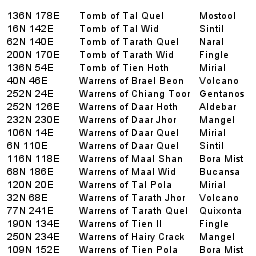 136N 178E Tomb of Tal Quel Mostool
16N 142E Tomb of Tal Wid Sintil
62N 140E Tomb of Tarath Quel Naral
200N 170E Tomb of Tarath Wid Fingle
136N 54E Tomb of Tien Hoth Mirial
40N 46E Warrens of Brael Beon Volcano
252N 24E Warrens of Chiang Toor Gentanos
252N 126E Warrens of Daar Hoth Aldebar
232N 230E Warrens of Daar Jhor Mangel
106N 14E Warrens of Daar Quel Mirial
6N 110E Warrens of Daar Quel Sintil
116N 118E Warrens of Maal Shan Bora Mist
68N 186E Warrens of Maal Wid Bucansa
120N 20E Warrens of Tal Pola Mirial
32N 68E Warrens of Tarath Jhor Volcano
77N 241E Warrens of Tarath Quel Quixonta
190N 134E Warrens of Tien II Fingle
250N 234E Warrens of Hairy Crack Mangel
109N 152E Warrens of Tien Pola Bora Mist